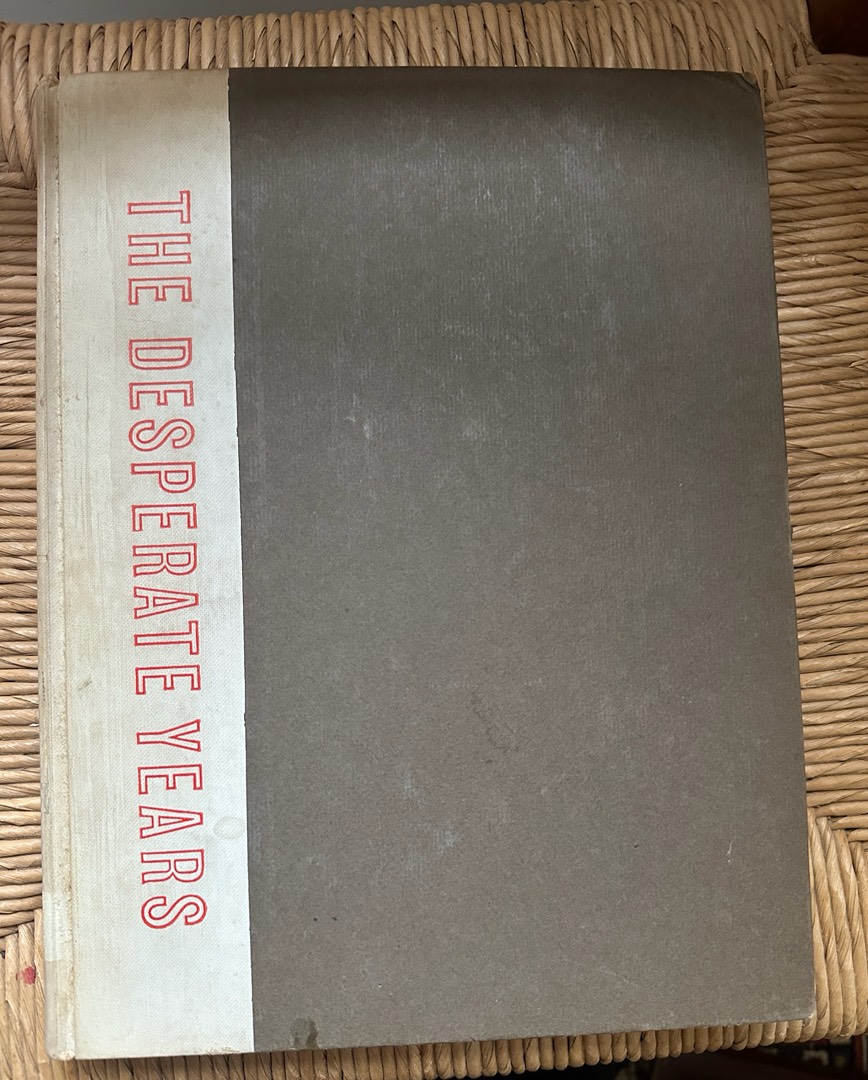 THE DESPERATE YEARS